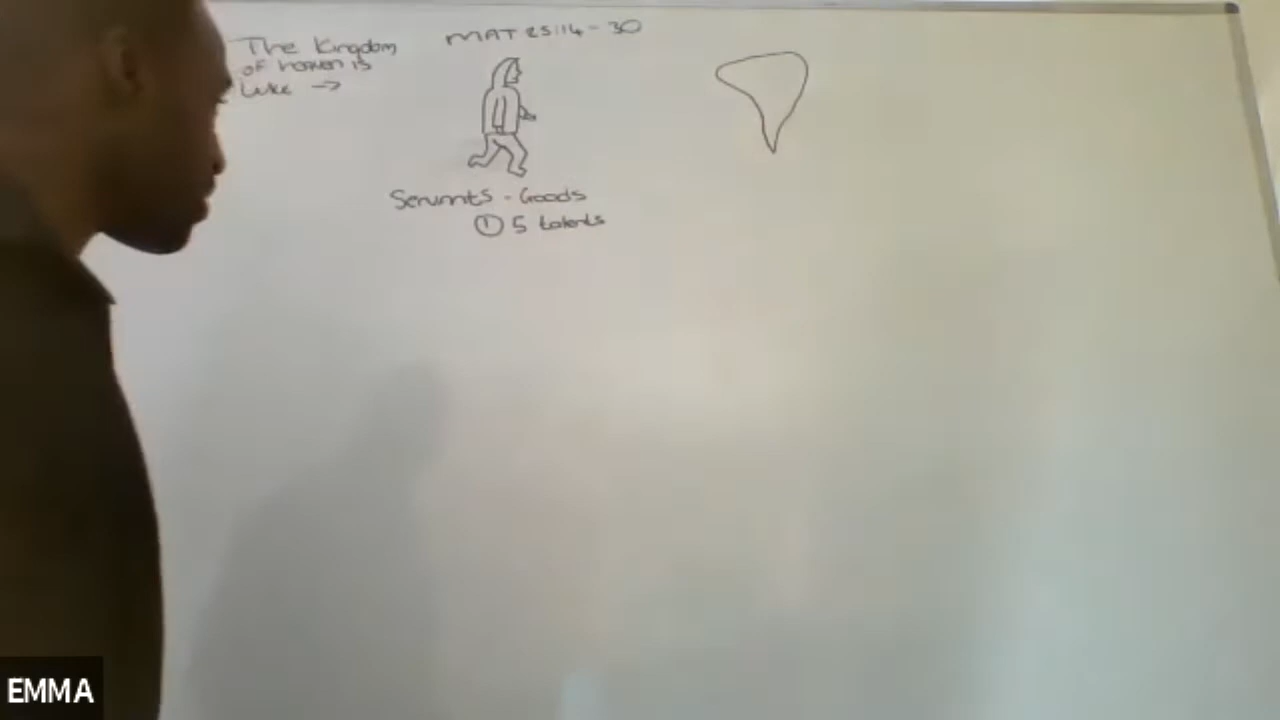 The Kingdom
of heaven is
Like →
MAT 25:14-30
Servants - Goods
① 5 talents
EMMA